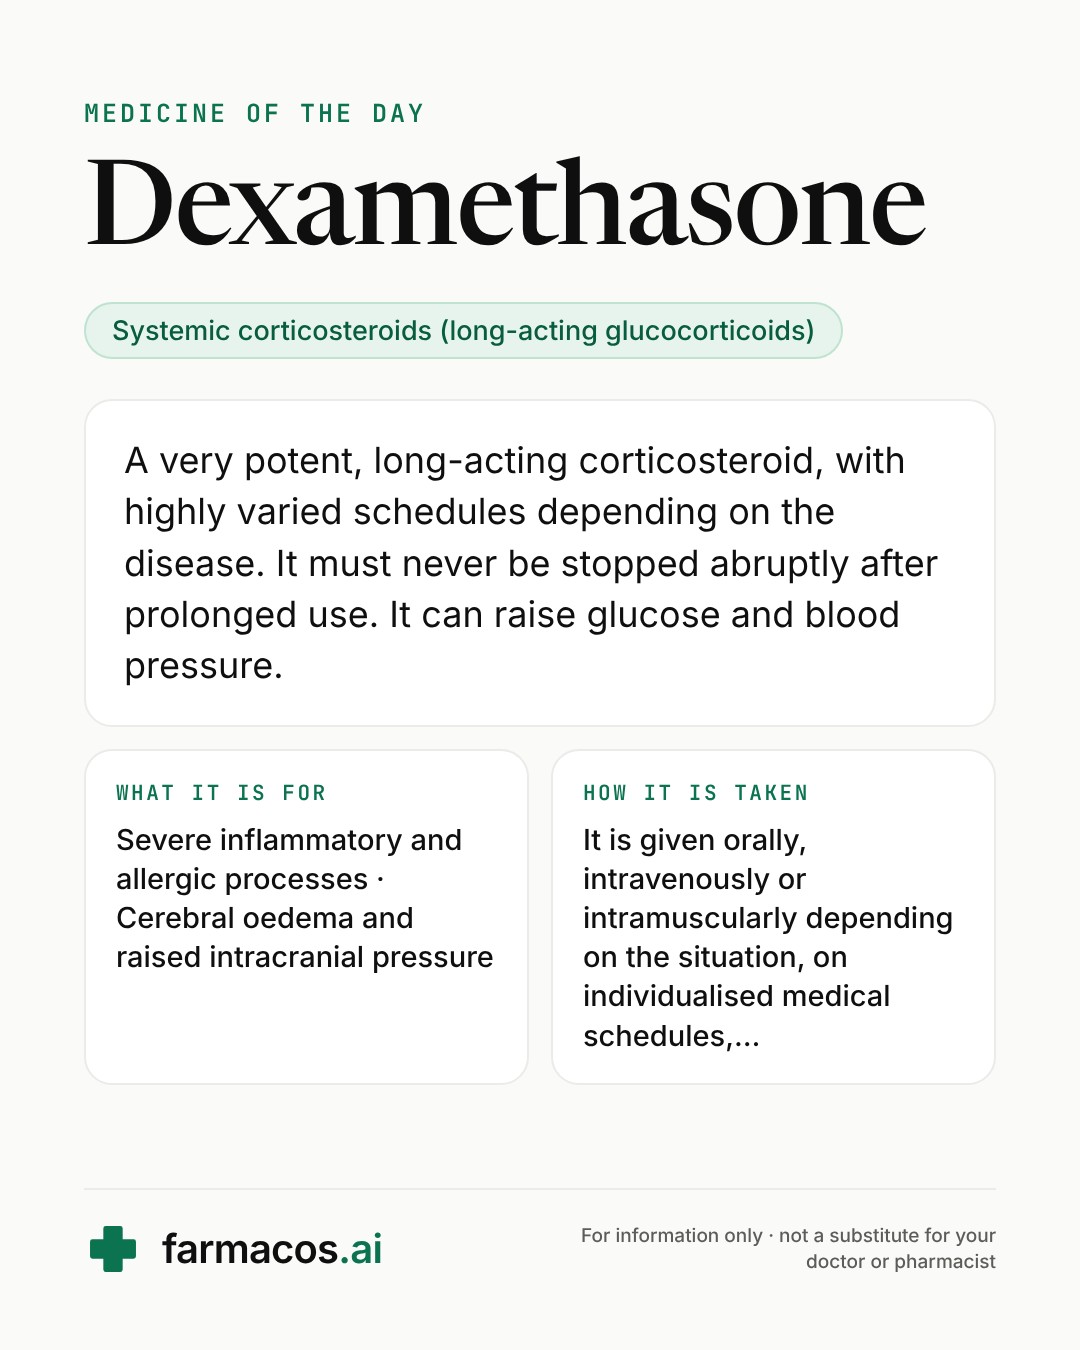 MEDICINE OF THE DAY
Dexamethasone
Systemic corticosteroids (long-acting glucocorticoids)
A very potent, long-acting corticosteroid, with
highly varied schedules depending on the
disease. It must never be stopped abruptly after
prolonged use. It can raise glucose and blood
pressure.
WHAT IT IS FOR
Severe inflammatory and
allergic processes ·
Cerebral oedema and
raised intracranial pressure
HOW IT IS TAKEN
It is given orally,
intravenously or
intramuscularly depending
on the situation, on
individualised medical
schedules,…
farmacos.ai
For information only · not a substitute for your
doctor or pharmacist